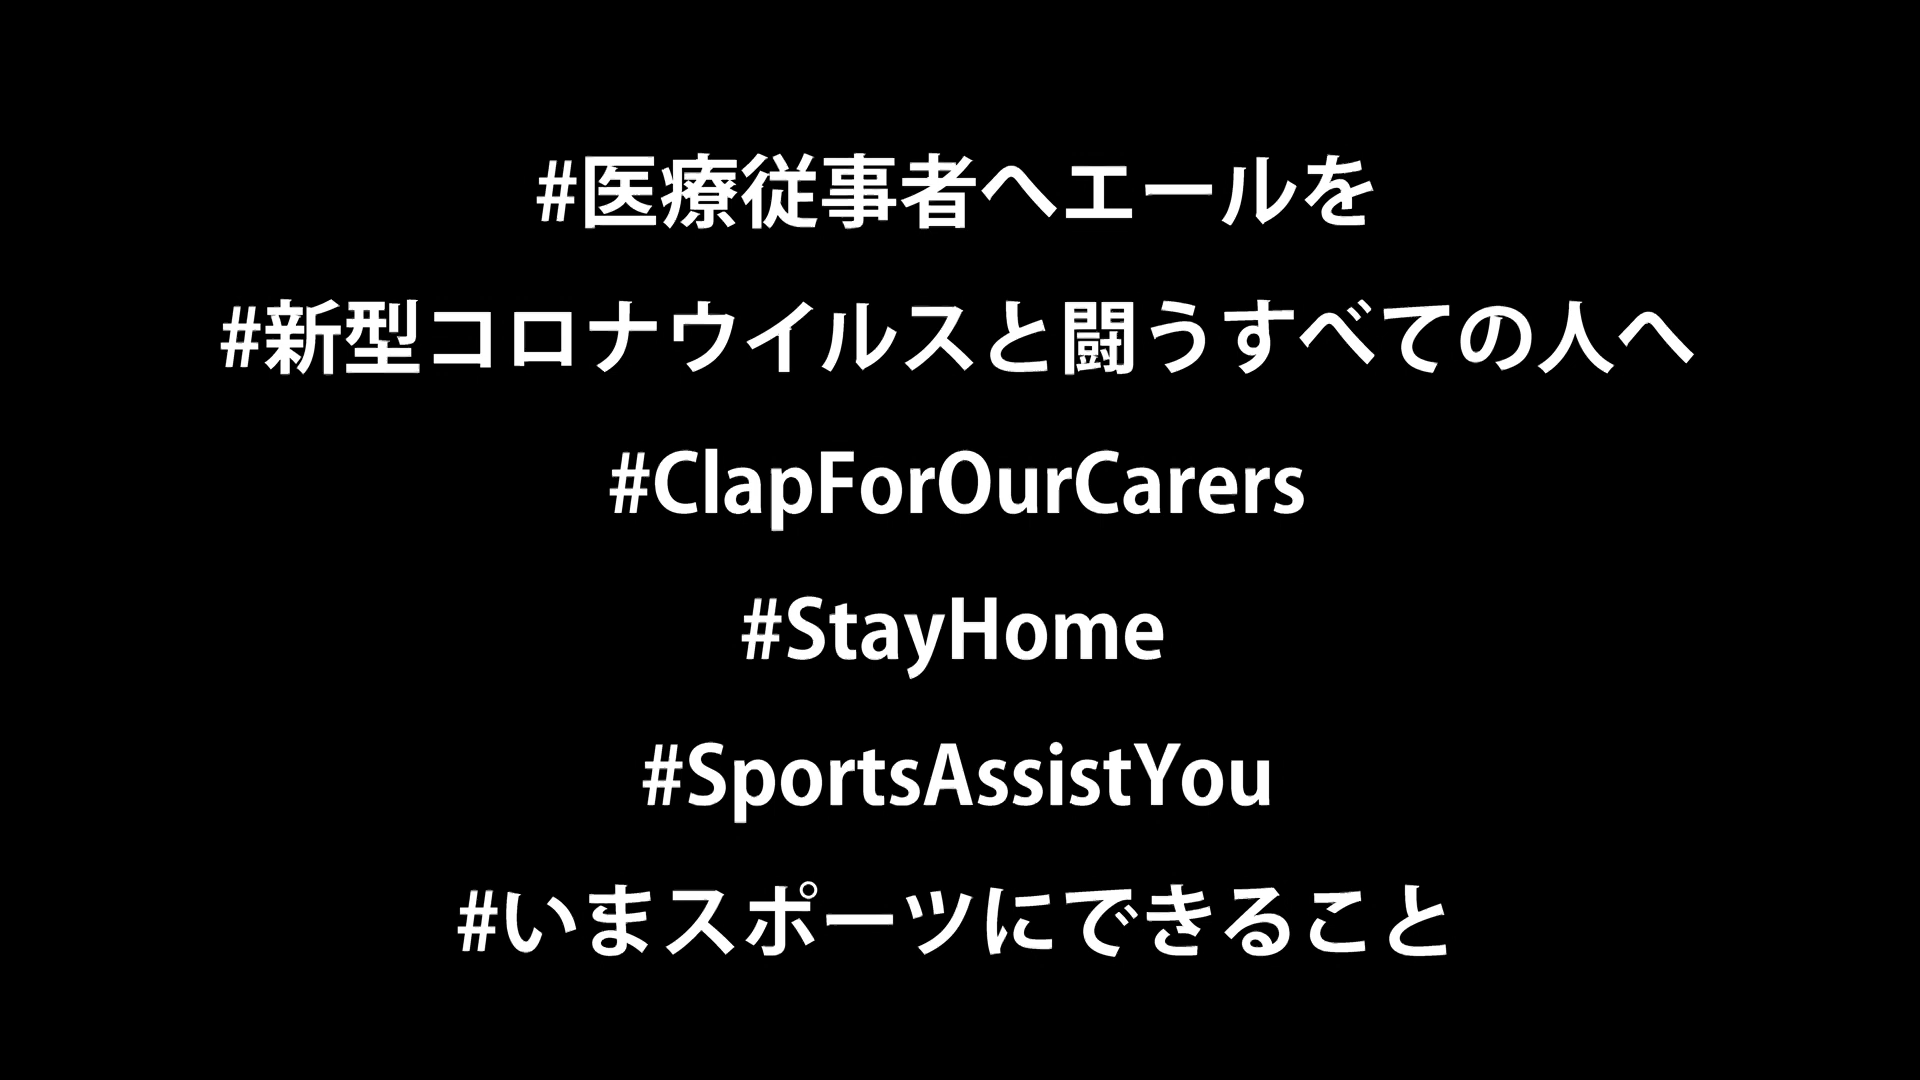 #医療従事者へエールを
#新型コロナウイルスと闘うすべての人へ
#ClapForOurCarers
#StayHome
#SportsAssistYou
#いまスポーツにできること